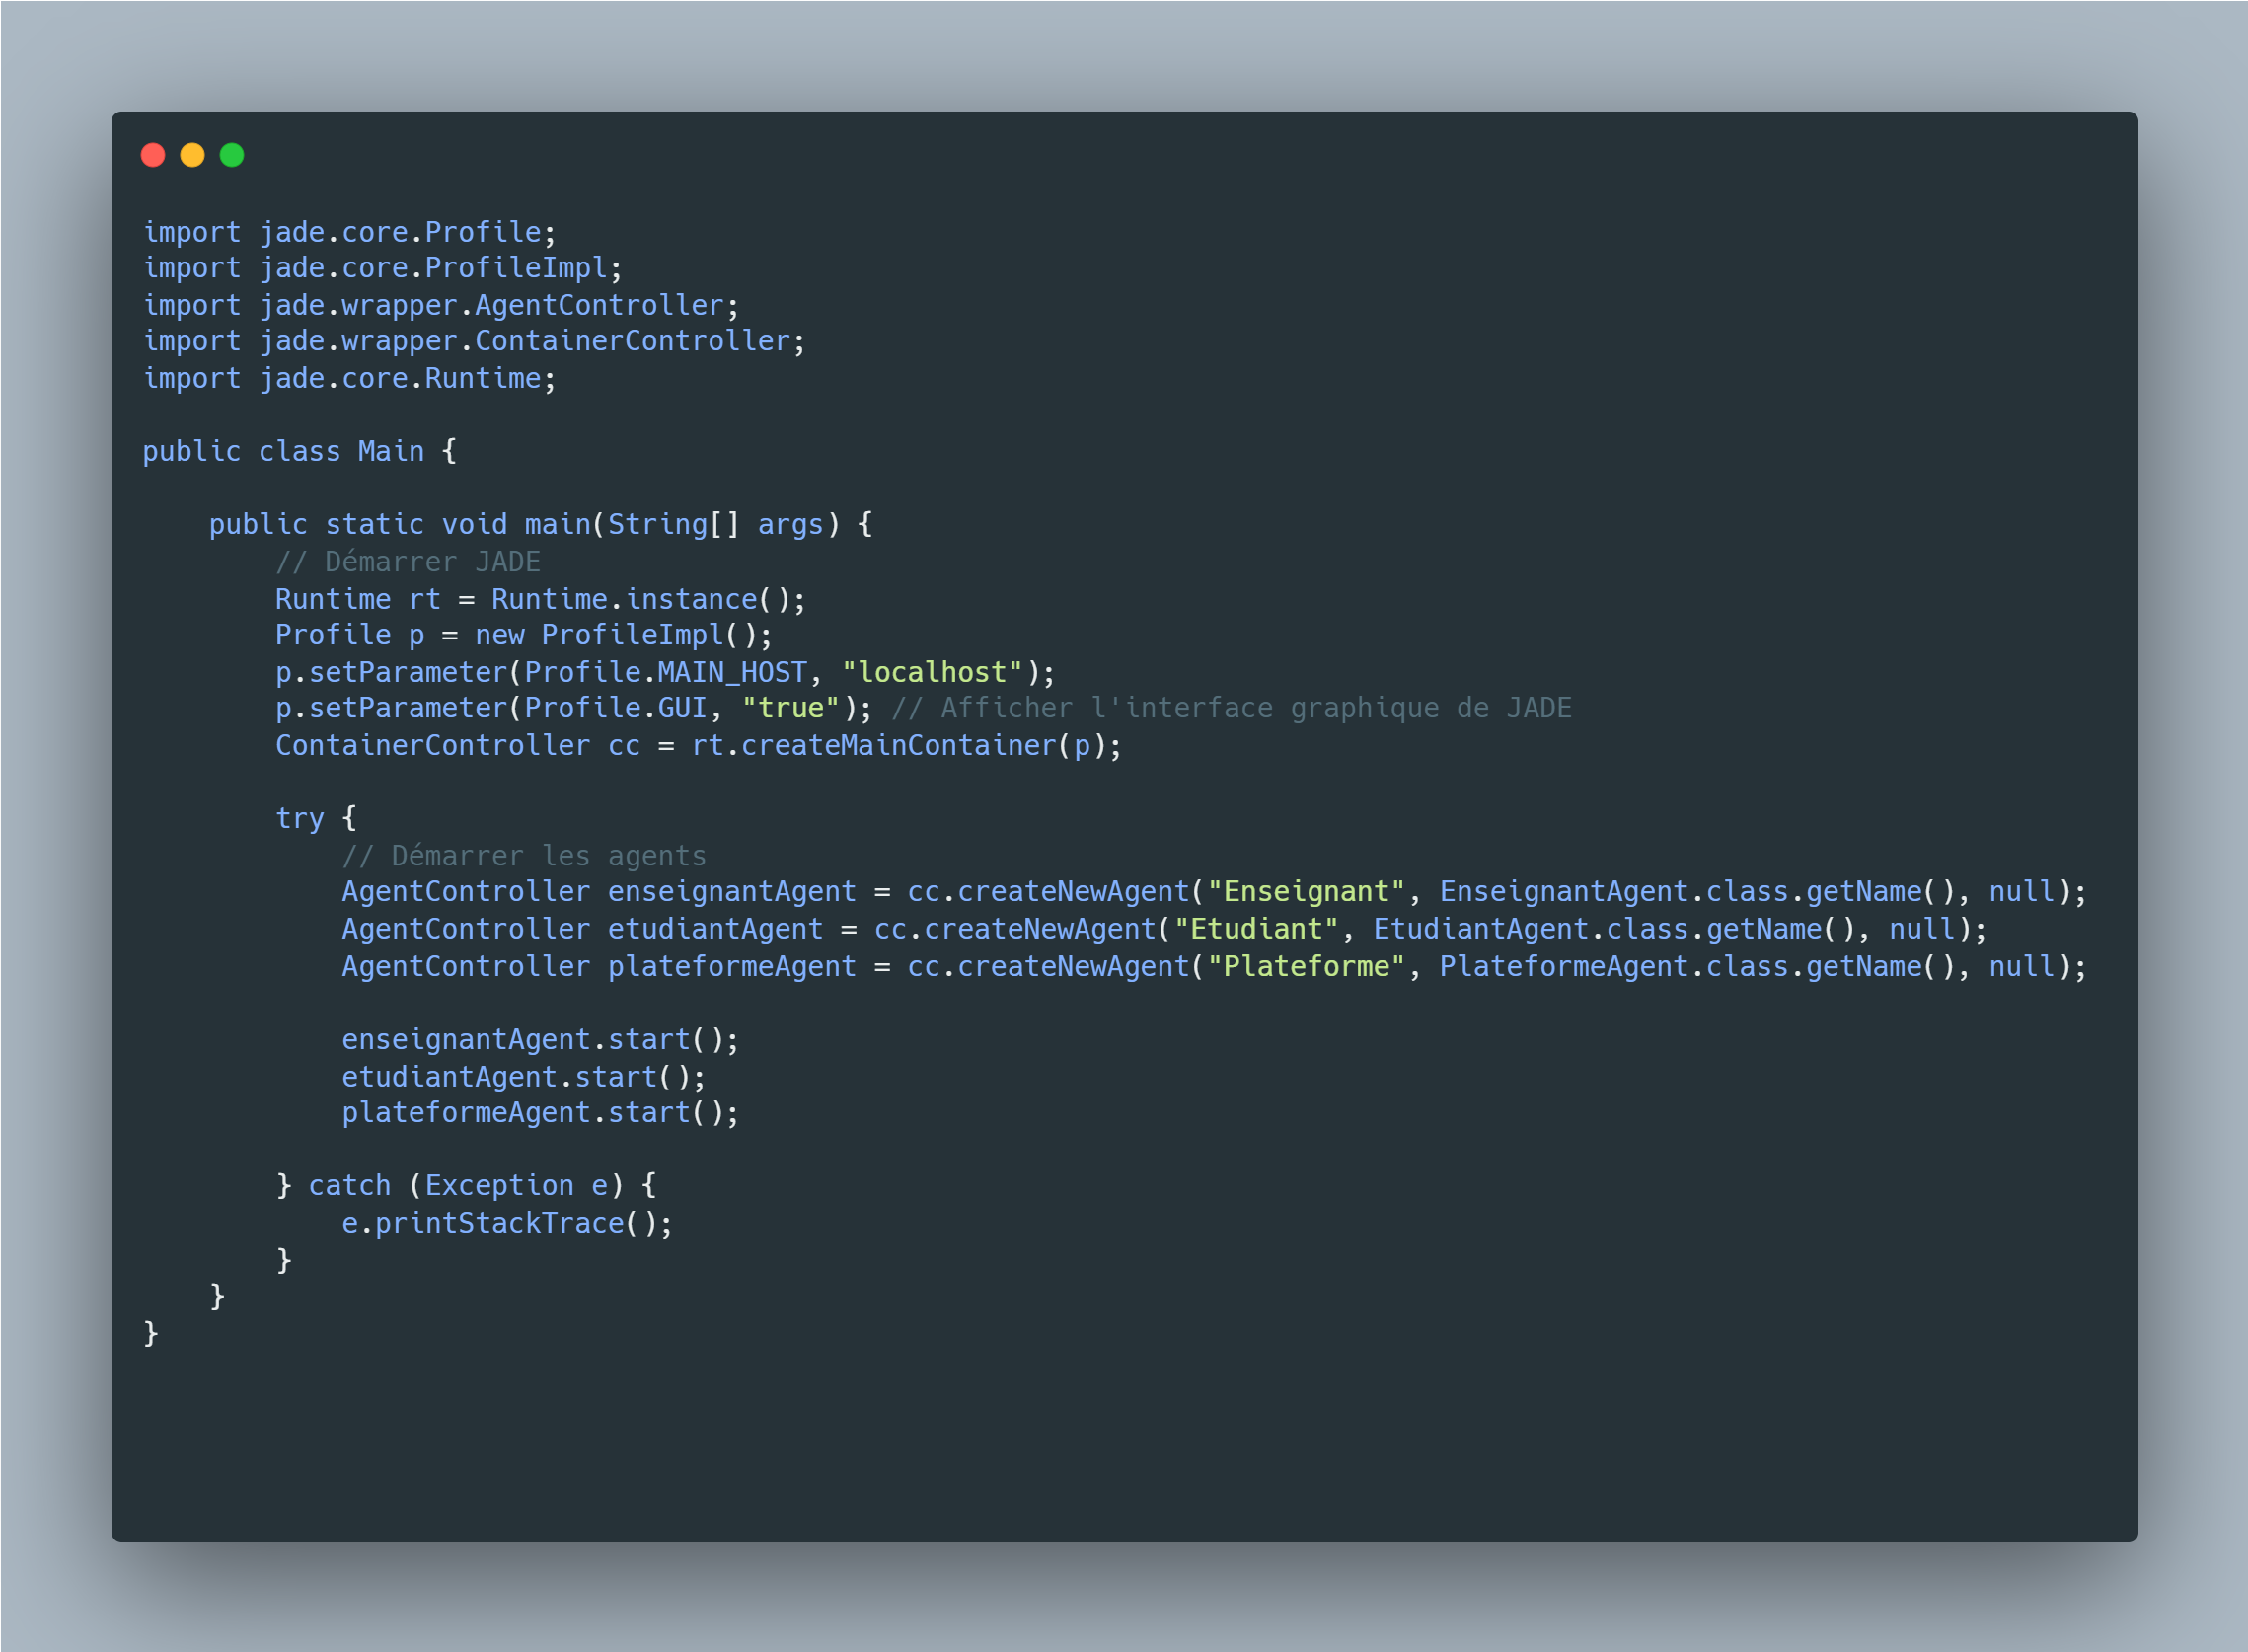 import jade.core.Profile;
import jade.core.ProfileImpl;
import jade.wrapper.AgentController;
import jade.wrapper.ContainerController;
import jade.core.Runtime;

public class Main {

    public static void main(String[] args) {
        // Démarrer JADE
        Runtime rt = Runtime.instance();
        Profile p = new ProfileImpl();
        p.setParameter(Profile.MAIN_HOST, "localhost");
        p.setParameter(Profile.GUI, "true"); // Afficher l'interface graphique de JADE
        ContainerController cc = rt.createMainContainer(p);

        try {
            // Démarrer les agents
            AgentController enseignantAgent = cc.createNewAgent("Enseignant", EnseignantAgent.class.getName(), null);
            AgentController etudiantAgent = cc.createNewAgent("Etudiant", EtudiantAgent.class.getName(), null);
            AgentController plateformeAgent = cc.createNewAgent("Plateforme", PlateformeAgent.class.getName(), null);

            enseignantAgent.start();
            etudiantAgent.start();
            plateformeAgent.start();

        } catch (Exception e) {
            e.printStackTrace();
        }
    }
}